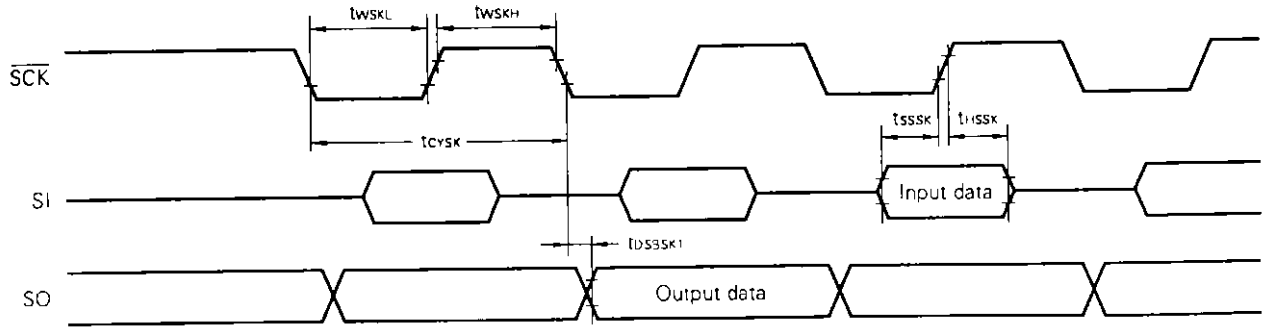 tWSKL
tWSKH
SCK
tSSSK
tHSSK
tCYSK
SI
Input data
tDSBSK1
SO
Output data